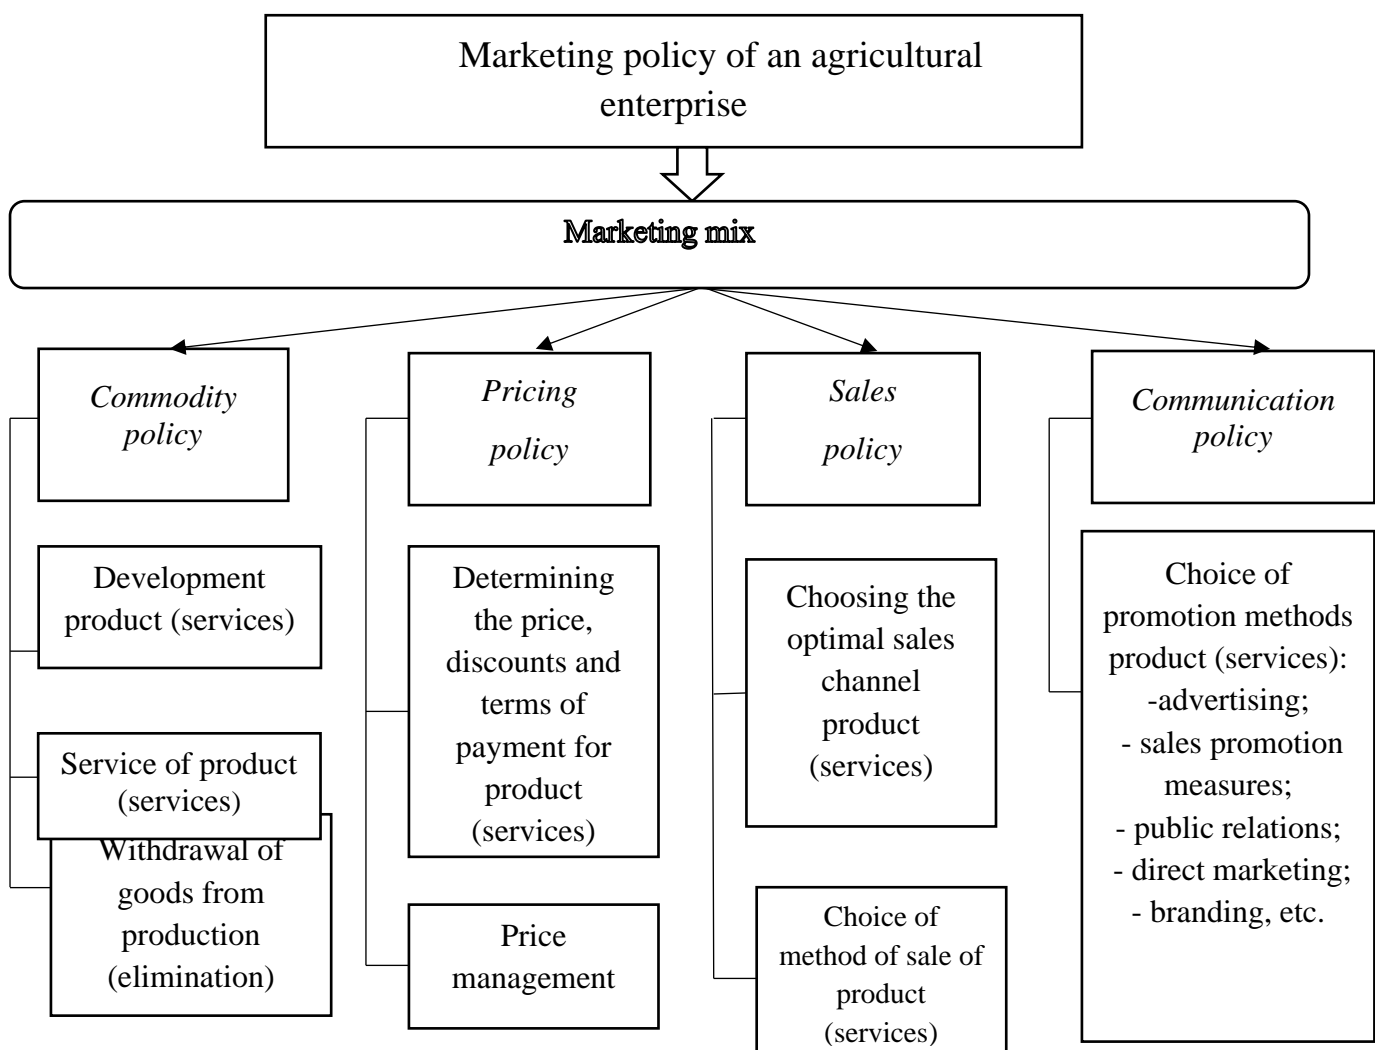 Marketing policy of an agricultural
enterprise
Marketing mix
Commodity
policy
Pricing
policy
Sales
policy
Communication
policy
Development
product (services)
Service of product
(services)
Withdrawal of
goods from
production
(elimination)
Determining
the price,
discounts and
terms of
payment for
product
(services)
Price
management
Choosing the
optimal sales
channel
product
(services)
Choice of
method of sale of
product
(services)
Choice of
promotion methods
product (services):
-advertising;
- sales promotion
measures;
- public relations;
- direct marketing;
- branding, etc.